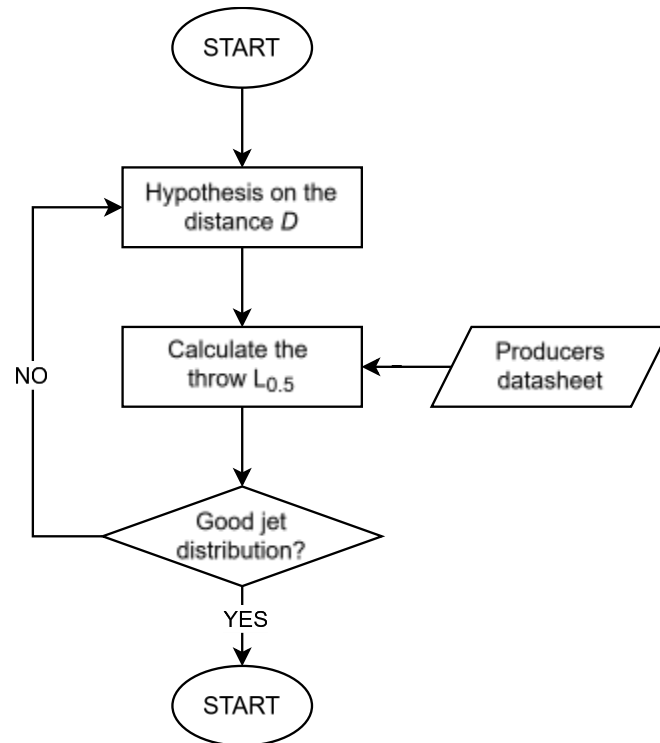 START
Hypothesis on the
distance D
Calculate the
throw L0.5
Producers
datasheet
NO
Good jet
distribution?
YES
START